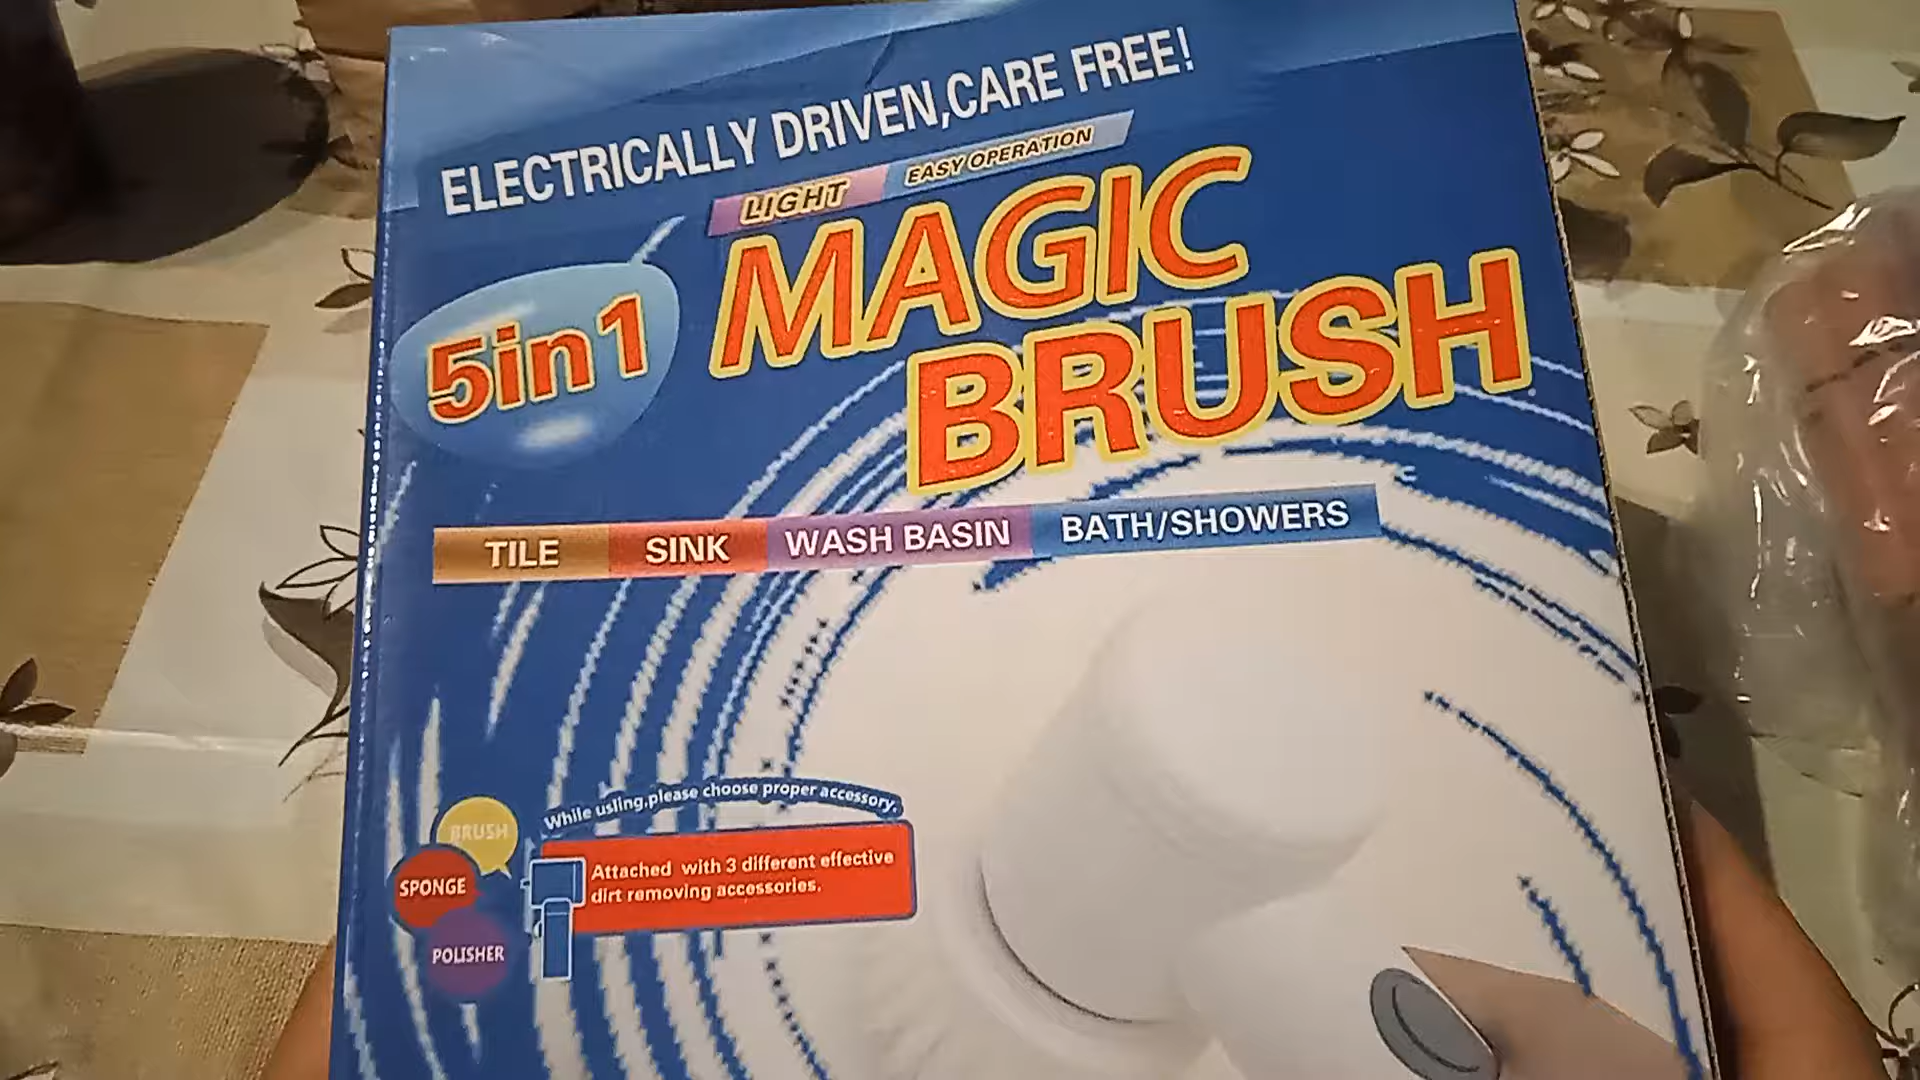 ELECTRICALLY DRIVEN,CARE FREE!
LIGHT EASY OPERATION
5in1 MAGIC
BRUSH
TILE SINK WASH BASIN BATH/SHOWERS
While usling,please choose proper accessory.
BRUSH
SPONGE
POLISHER
Attached with 3 different effective
dirt removing accessories.